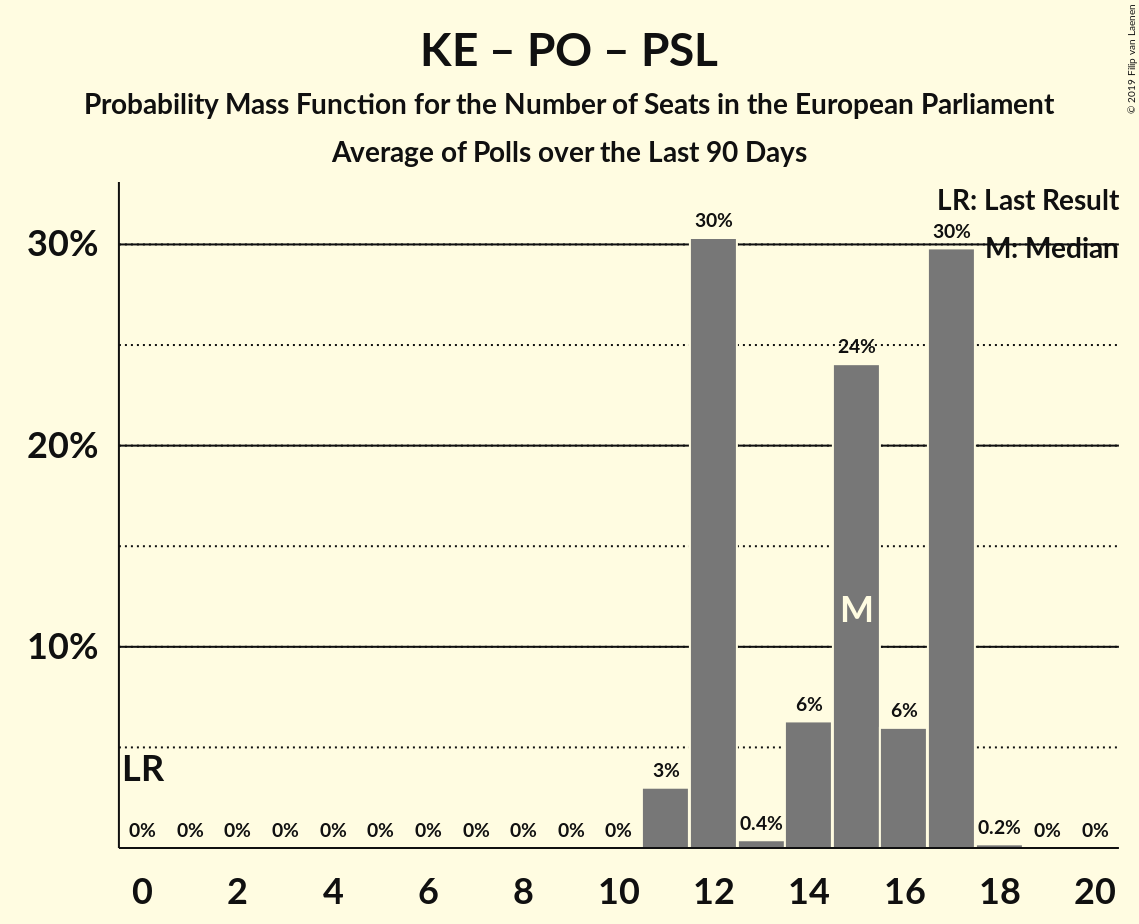 KE – PO – PSL
Probability Mass Function for the Number of Seats in the European Parliament
Average of Polls over the Last 90 Days
© 2019 Filip van Laenen
LR: Last Result
M: Median
30%
20%
10%
30%
30%
24%
M
6%
6%
LR
3%
0% 0% 0% 0% 0% 0% 0% 0% 0% 0% 0% 0.4% 0.2% 0% 0%
0 2 4 6 8 10 12 14 16 18 20